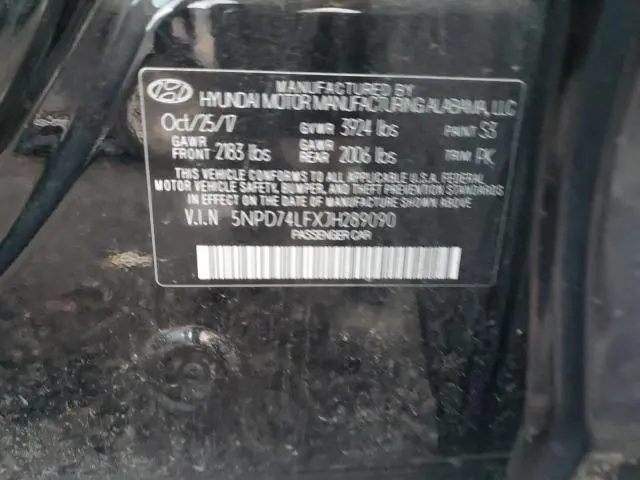 MANUFACTURED BY
HYUNDAI MOTOR MANUFACTURING ALABAMA, LLC
Oct/25/17 GVWR 3924 lbs PAINT S3
GAWR FRONT 2183 lbs GAWR REAR 2006 lbs TRIM PK
THIS VEHICLE CONFORMS TO ALL APPLICABLE U.S.A. FEDERAL
MOTOR VEHICLE SAFETY, BUMPER, AND THEFT PREVENTION STANDARDS
IN EFFECT ON THE DATE OF MANUFACTURE SHOWN ABOVE.
V.I.N 5NPD74LFXJH289090
PASSENGER CAR